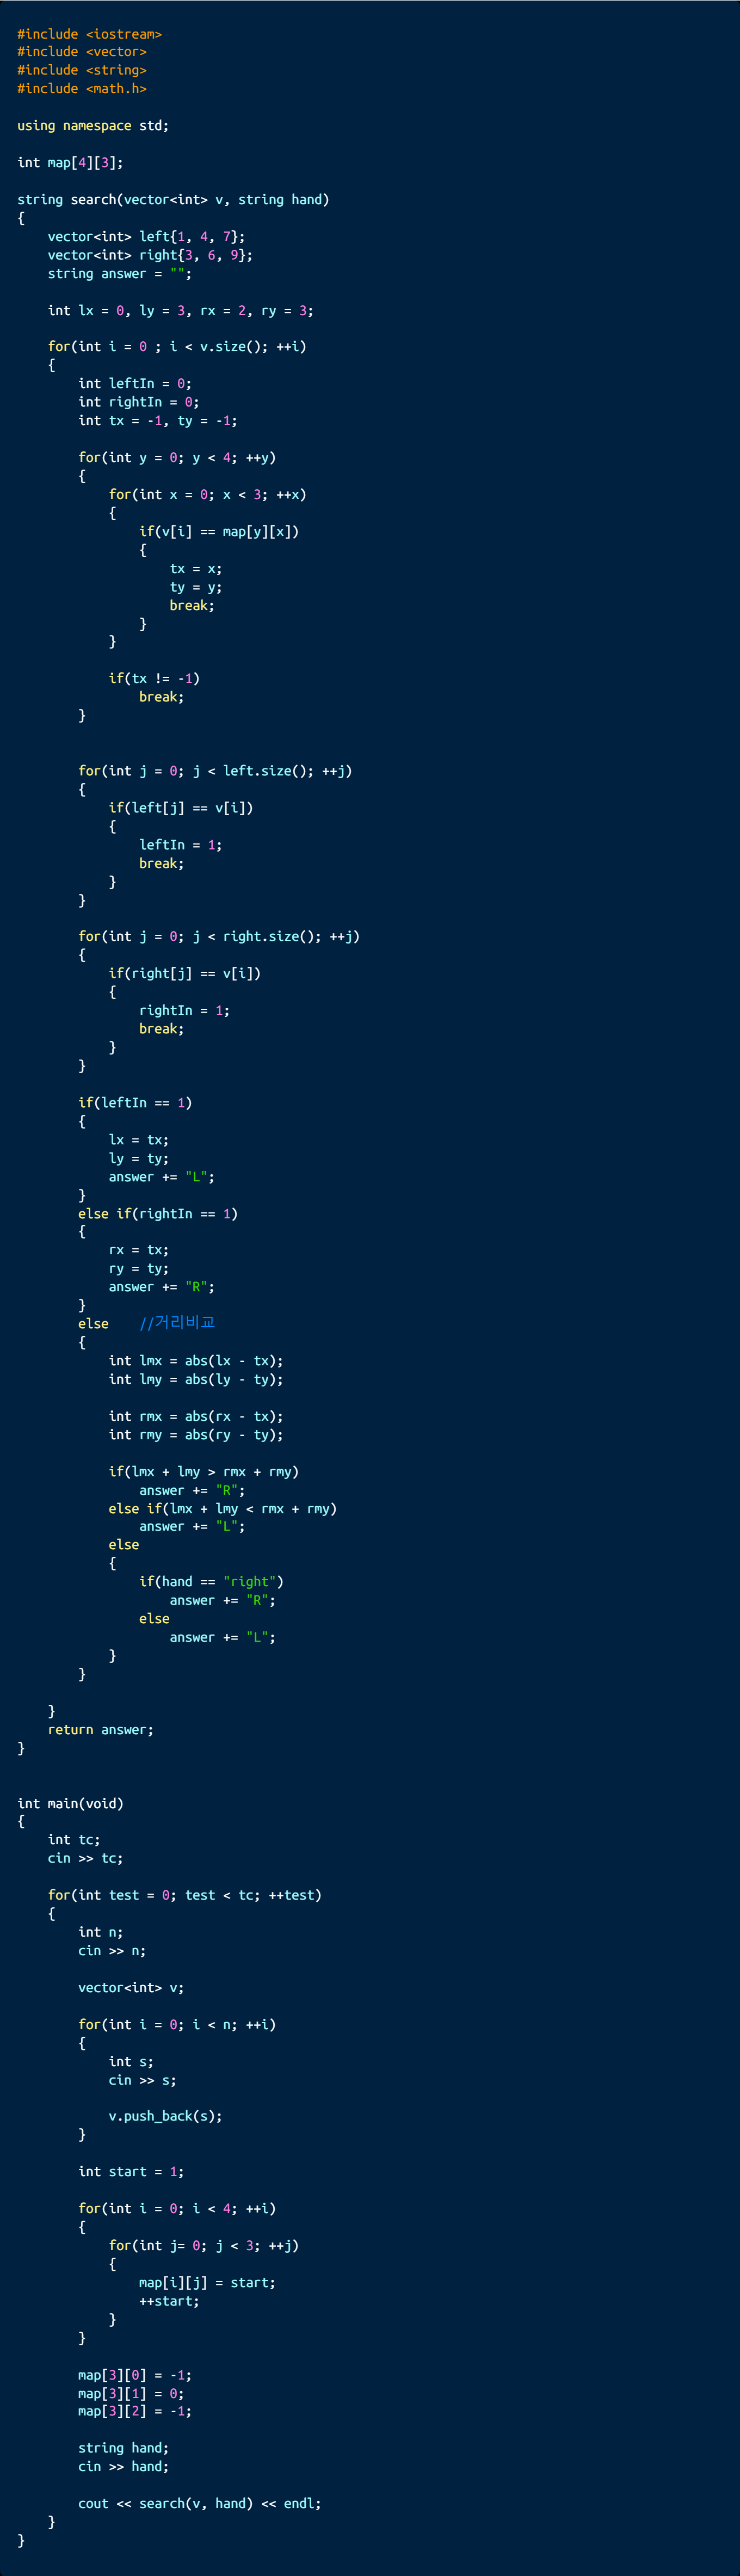 #include <iostream>
#include <vector>
#include <string>
#include <math.h>

using namespace std;

int map[4][3];

string search(vector<int> v, string hand)
{
    vector<int> left{1, 4, 7};
    vector<int> right{3, 6, 9};
    string answer = "";

    int lx = 0, ly = 3, rx = 2, ry = 3;

    for(int i = 0 ; i < v.size(); ++i)
    {
        int leftIn = 0;
        int rightIn = 0;
        int tx = -1, ty = -1;

        for(int y = 0; y < 4; ++y)
        {
            for(int x = 0; x < 3; ++x)
            {
                if(v[i] == map[y][x])
                {
                    tx = x;
                    ty = y;
                    break;
                }
            }

            if(tx != -1)
                break;
        }


        for(int j = 0; j < left.size(); ++j)
        {
            if(left[j] == v[i])
            {
                leftIn = 1;
                break;
            }
        }

        for(int j = 0; j < right.size(); ++j)
        {
            if(right[j] == v[i])
            {
                rightIn = 1;
                break;
            }
        }

        if(leftIn == 1)
        {
            lx = tx;
            ly = ty;
            answer += "L";
        }
        else if(rightIn == 1)
        {
            rx = tx;
            ry = ty;
            answer += "R";
        }
        else    //거리비교
        {
            int lmx = abs(lx - tx);
            int lmy = abs(ly - ty);

            int rmx = abs(rx - tx);
            int rmy = abs(ry - ty);

            if(lmx + lmy > rmx + rmy)
                answer += "R";
            else if(lmx + lmy < rmx + rmy)
                answer += "L";
            else
            {
                if(hand == "right")
                    answer += "R";
                else
                    answer += "L";
            }
        }

    }
    return answer;
}


int main(void)
{
    int tc;
    cin >> tc;

    for(int test = 0; test < tc; ++test)
    {
        int n;
        cin >> n;

        vector<int> v;

        for(int i = 0; i < n; ++i)
        {
            int s;
            cin >> s;

            v.push_back(s);
        }

        int start = 1;

        for(int i = 0; i < 4; ++i)
        {
            for(int j= 0; j < 3; ++j)
            {
                map[i][j] = start;
                ++start;
            }
        }

        map[3][0] = -1;
        map[3][1] = 0;
        map[3][2] = -1;

        string hand;
        cin >> hand;

        cout << search(v, hand) << endl;
    }
}